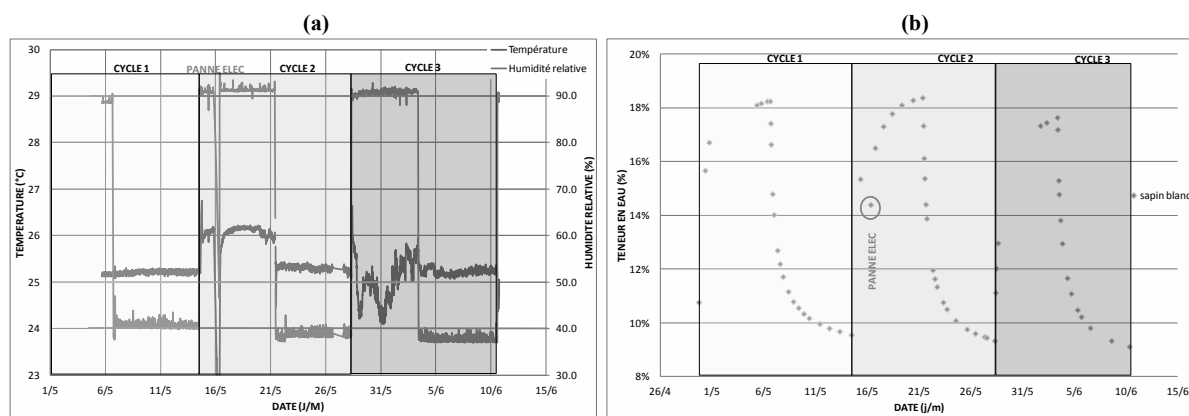 (a)
30
29
28
27
26
25
24
23
TEMPERATURE (°C)
CYCLE 1
PANNE ELEC
CYCLE 2
CYCLE 3
Température
Humidité relative
90.0
80.0
70.0
60.0
50.0
40.0
30.0
HUMIDITE RELATIVE (%)
1/5 6/5 11/5 16/5 21/5 26/5 31/5 5/6 10/6 15/6
DATE (J/M)
(b)
20%
18%
16%
14%
12%
10%
8%
TENEUR EN EAU (%)
CYCLE 1
CYCLE 2
CYCLE 3
PANNE ELEC
sapin blanc
26/4 1/5 6/5 11/5 16/5 21/5 26/5 31/5 5/6 10/6 15/6
DATE (j/m)